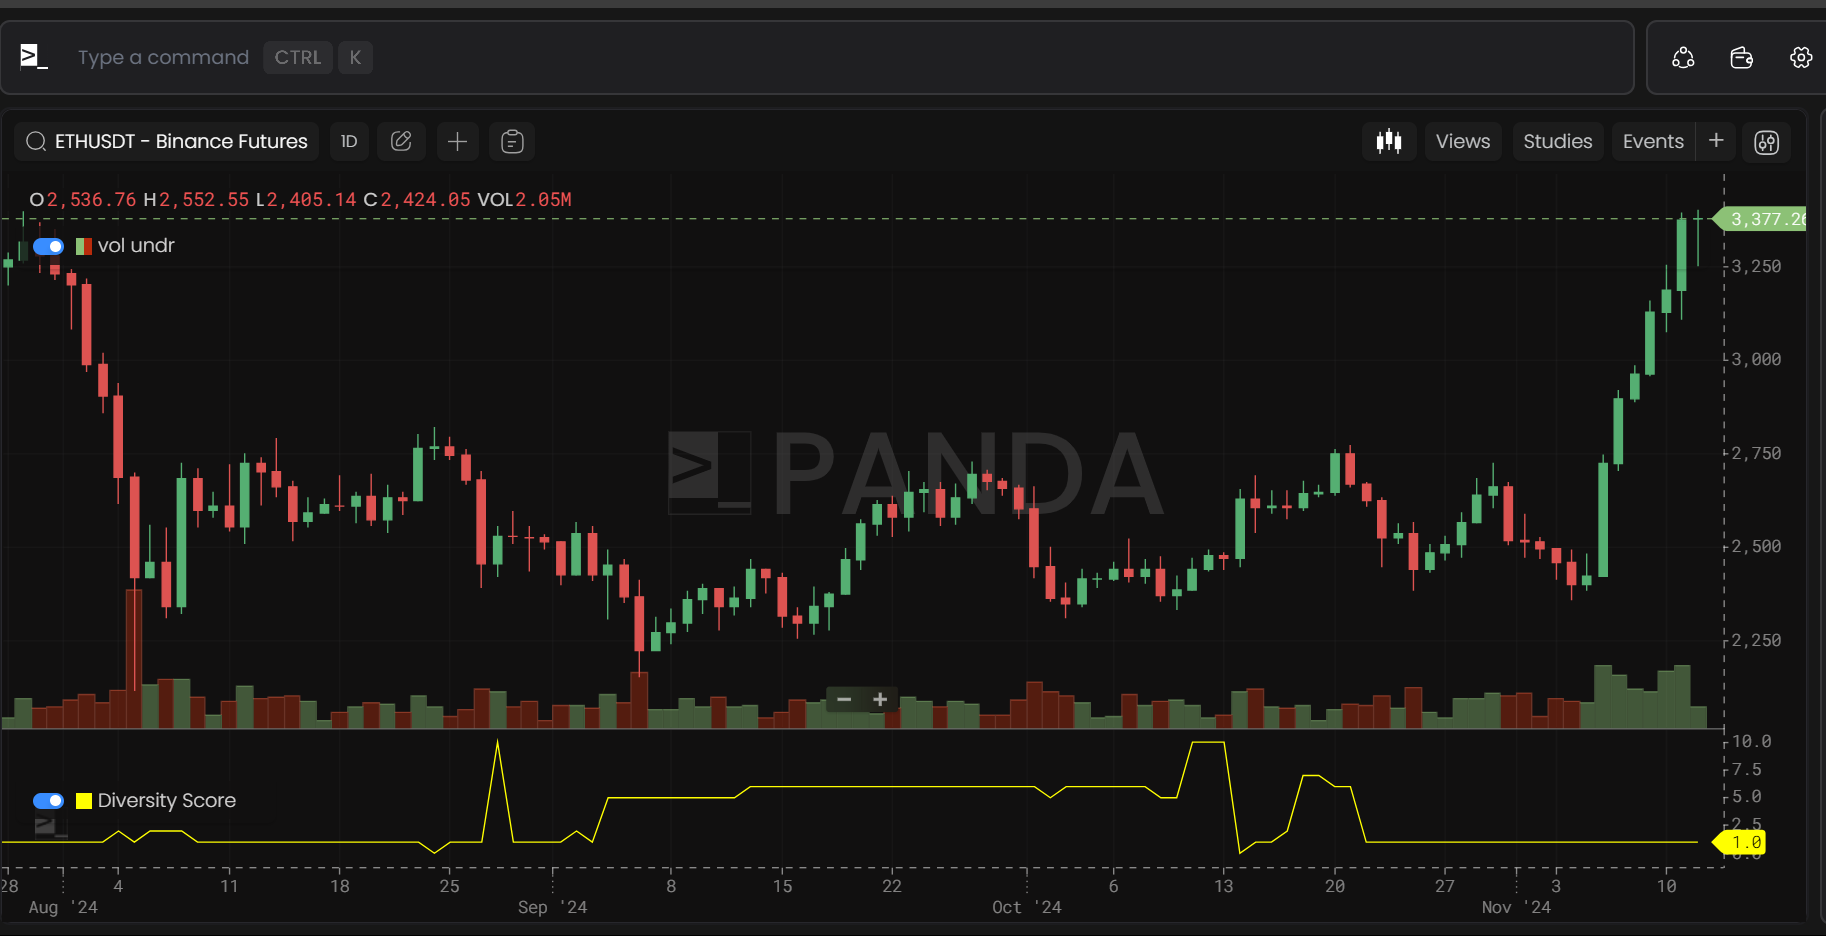 >_ Type a command CTRL K
ETHUSDT - Binance Futures 1D Views Studies Events +
O2,536.76 H2,552.55 L2,405.14 C2,424.05 VOL2.05M
3,377.26
vol undr
3,250
3,000
2,750
>_ PANDA
2,500
2,250
− +
10.0
7.5
Diversity Score
5.0
2.5
1.0
28 4 11 18 25 8 15 22 6 13 20 27 3 10
Aug '24 Sep '24 Oct '24 Nov '24